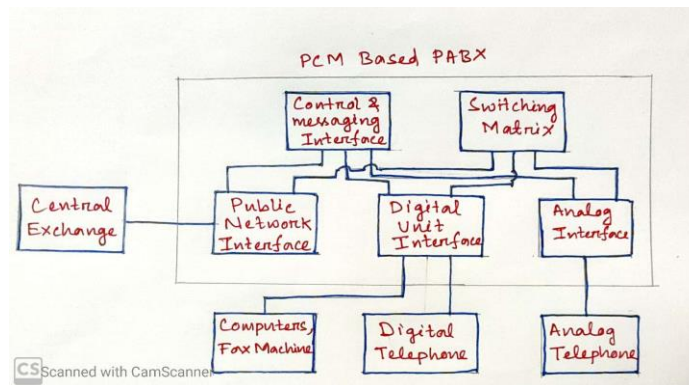 PCM Based PABX
Control &
messaging
Interface
Switching
Matrix
Central
Exchange
Public
Network
Interface
Digital
Unit
Interface
Analog
Interface
Computers,
Fax Machine
Digital
Telephone
Analog
Telephone
CS Scanned with CamScanner